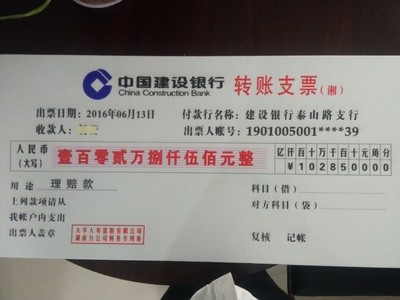 中国建设银行 转账支票(湘)
China Construction Bank
出票日期:2016年06月13日 付款行名称:建设银行泰山路支行
收款人: 出票人账号:1901005001****39
人民币(大写) 壹百零贰万捌仟伍佰元整 亿仟百十万千百十元角分
¥102850000
用途 理赔款 科目(借)
上列款项请从 对方科目(袋)
我帐户内支出
出票人盖章 复核 记帐